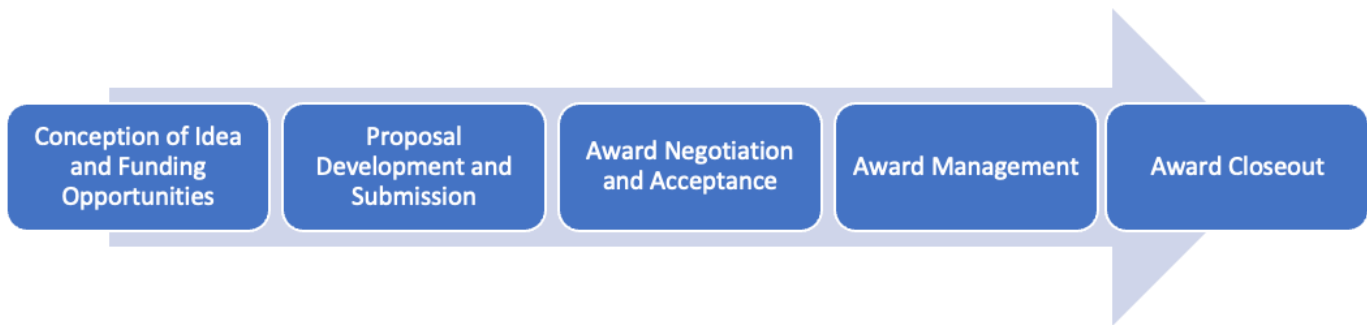 Conception of Idea
and Funding
Opportunities
Proposal
Development and
Submission
Award Negotiation
and Acceptance
Award Management
Award Closeout